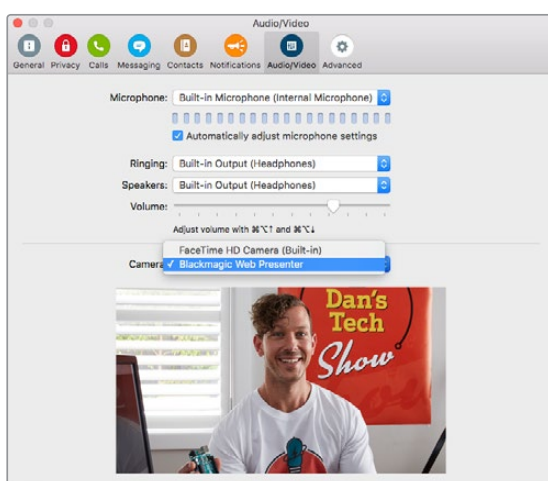 Audio/Video
General Privacy Calls Messaging Contacts Notifications Audio/Video Advanced
Microphone: Built-in Microphone (Internal Microphone)
Automatically adjust microphone settings
Ringing: Built-in Output (Headphones)
Speakers: Built-in Output (Headphones)
Volume:
Adjust volume with ⌘⌥↑ and ⌘⌥↓
FaceTime HD Camera (Built-in)
Camera ✓ Blackmagic Web Presenter
Dan's
Tech
Show